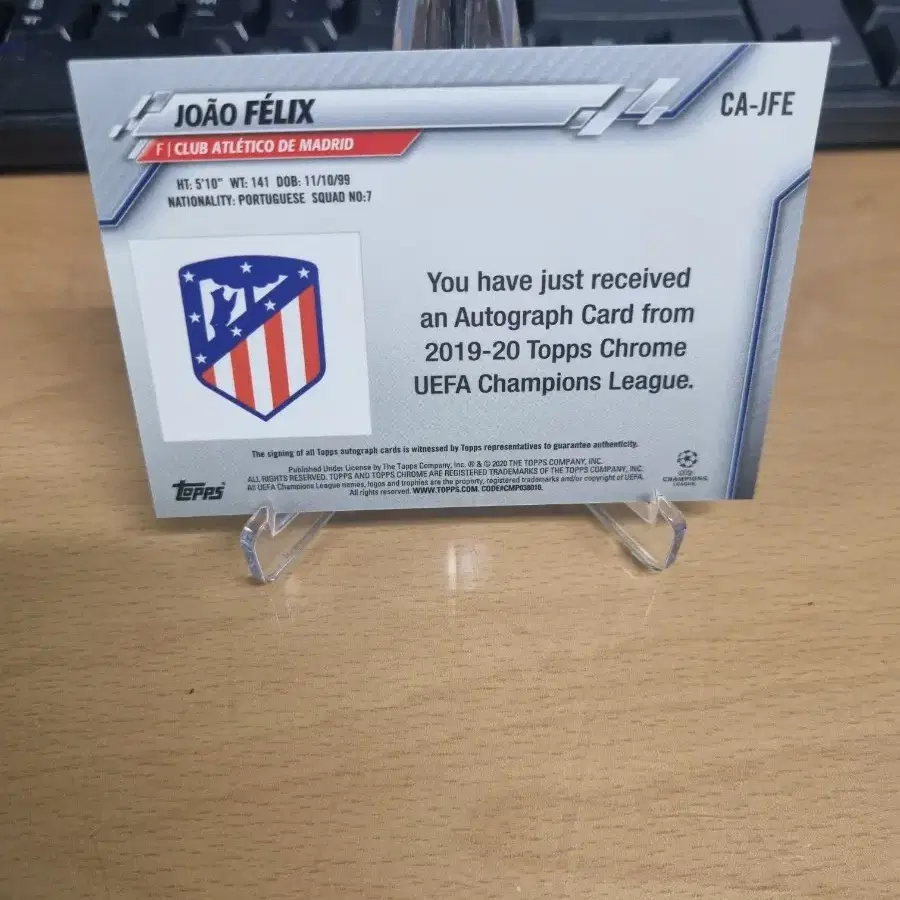 JOÃO FÉLIX
CA-JFE
F | CLUB ATLÉTICO DE MADRID
HT: 5'10" WT: 141 DOB: 11/10/99
NATIONALITY: PORTUGUESE SQUAD NO:7
You have just received
an Autograph Card from
2019-20 Topps Chrome
UEFA Champions League.
The signing of all Topps autograph cards is witnessed by Topps representatives to guarantee authenticity.
Published Under License by The Topps Company, Inc. ® & © 2020 THE TOPPS COMPANY, INC.
ALL RIGHTS RESERVED. TOPPS AND TOPPS CHROME ARE REGISTERED TRADEMARKS OF THE TOPPS COMPANY, INC.
All UEFA Champions League names, logos and trophies are the property, registered trademarks and/or copyright of UEFA.
All rights reserved. WWW.TOPPS.COM. CODE#CMP038016.
Topps
CHAMPIONS
LEAGUE